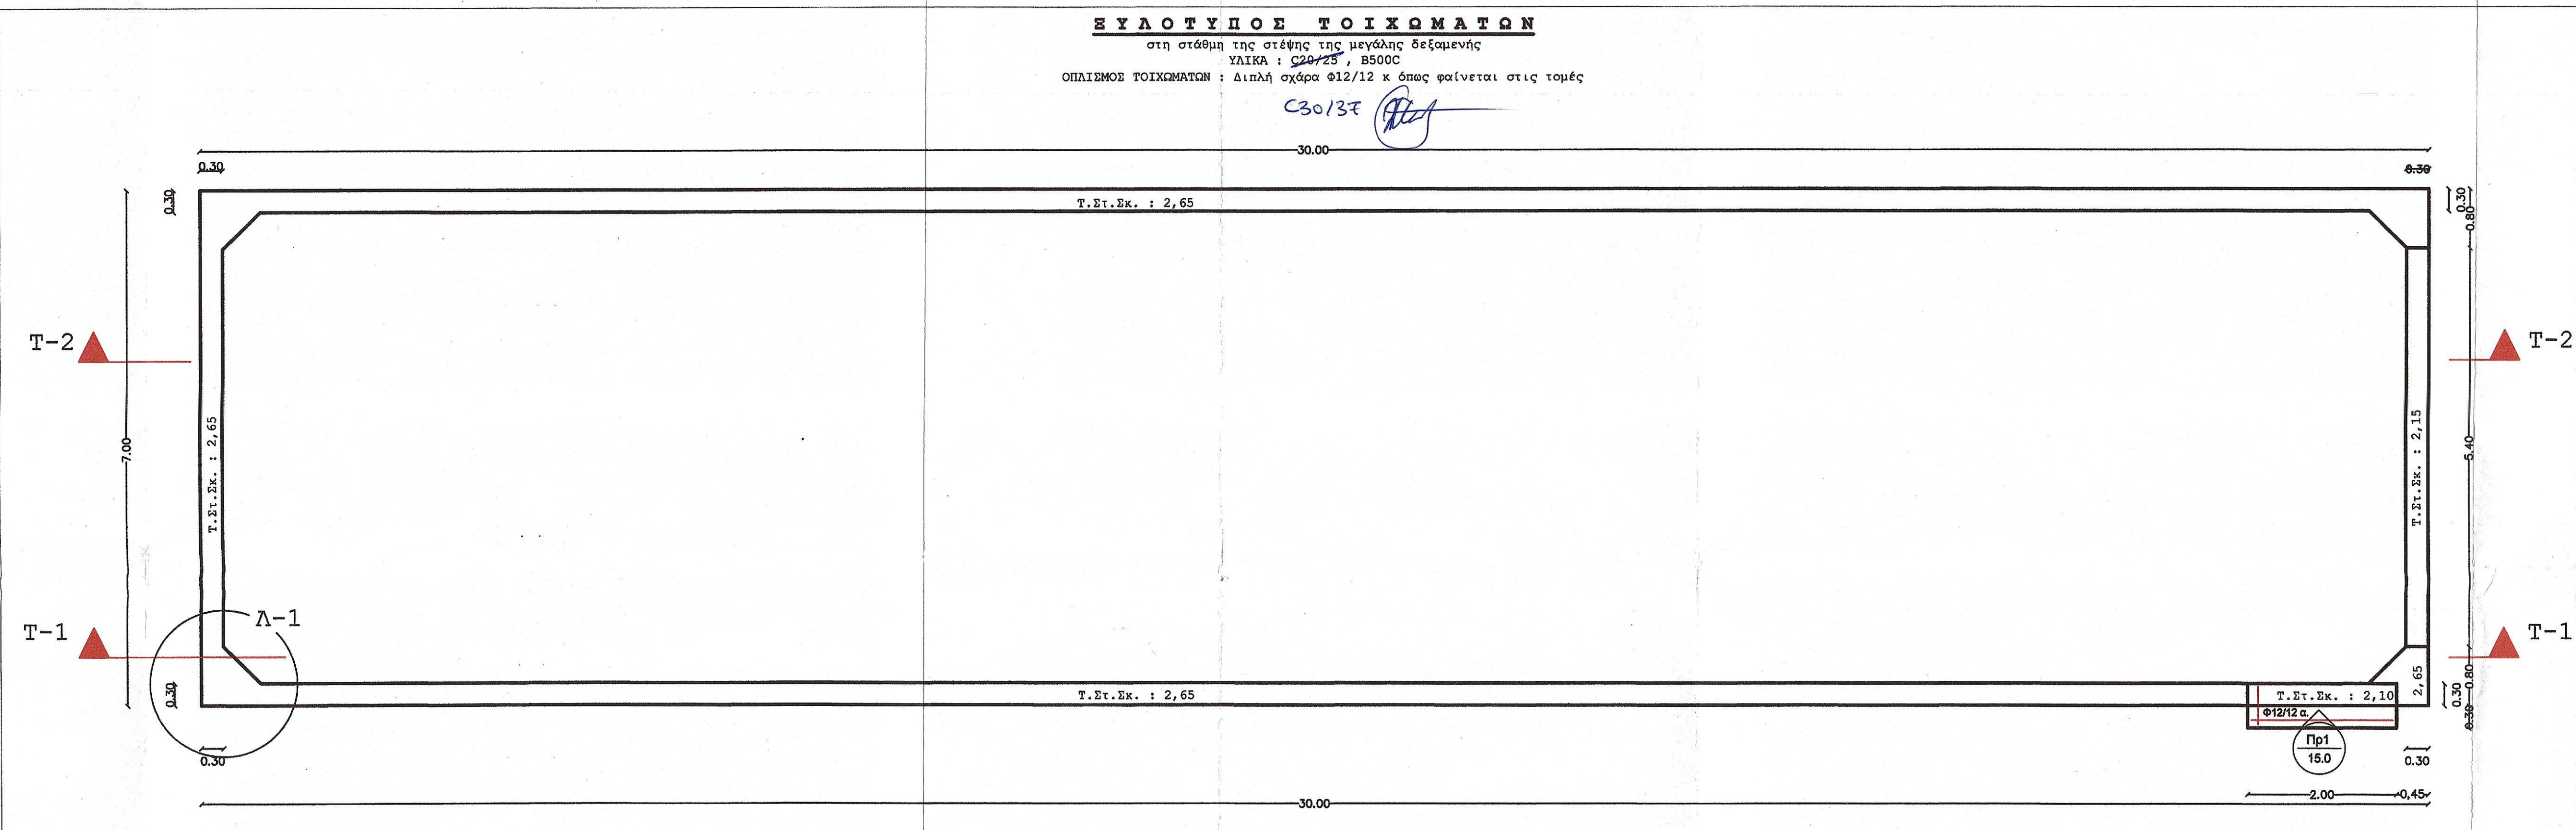 ΞΥΛΟΤΥΠΟΣ ΤΟΙΧΩΜΑΤΩΝ
στη στάθμη της στέψης της μεγάλης δεξαμενής
ΥΛΙΚΑ : C20/25 , B500C
ΟΠΛΙΣΜΟΣ ΤΟΙΧΩΜΑΤΩΝ : Διπλή σχάρα Φ12/12 κ όπως φαίνεται στις τομές
C30/37
30.00
0.30
0.30
0.30
0.30
0.80
Τ.Στ.Σκ. : 2,65
T-2
T-2
7.00
Τ.Στ.Σκ. : 2,65
Τ.Στ.Σκ. : 2,15
5.40
Λ-1
T-1
T-1
0.30
Τ.Στ.Σκ. : 2,65
Τ.Στ.Σκ. : 2,10
2,65
0.30
0.80
0.30
Φ12/12 α.
Πρ1
15.0
0.30
0.30
2.00
0,45
30.00